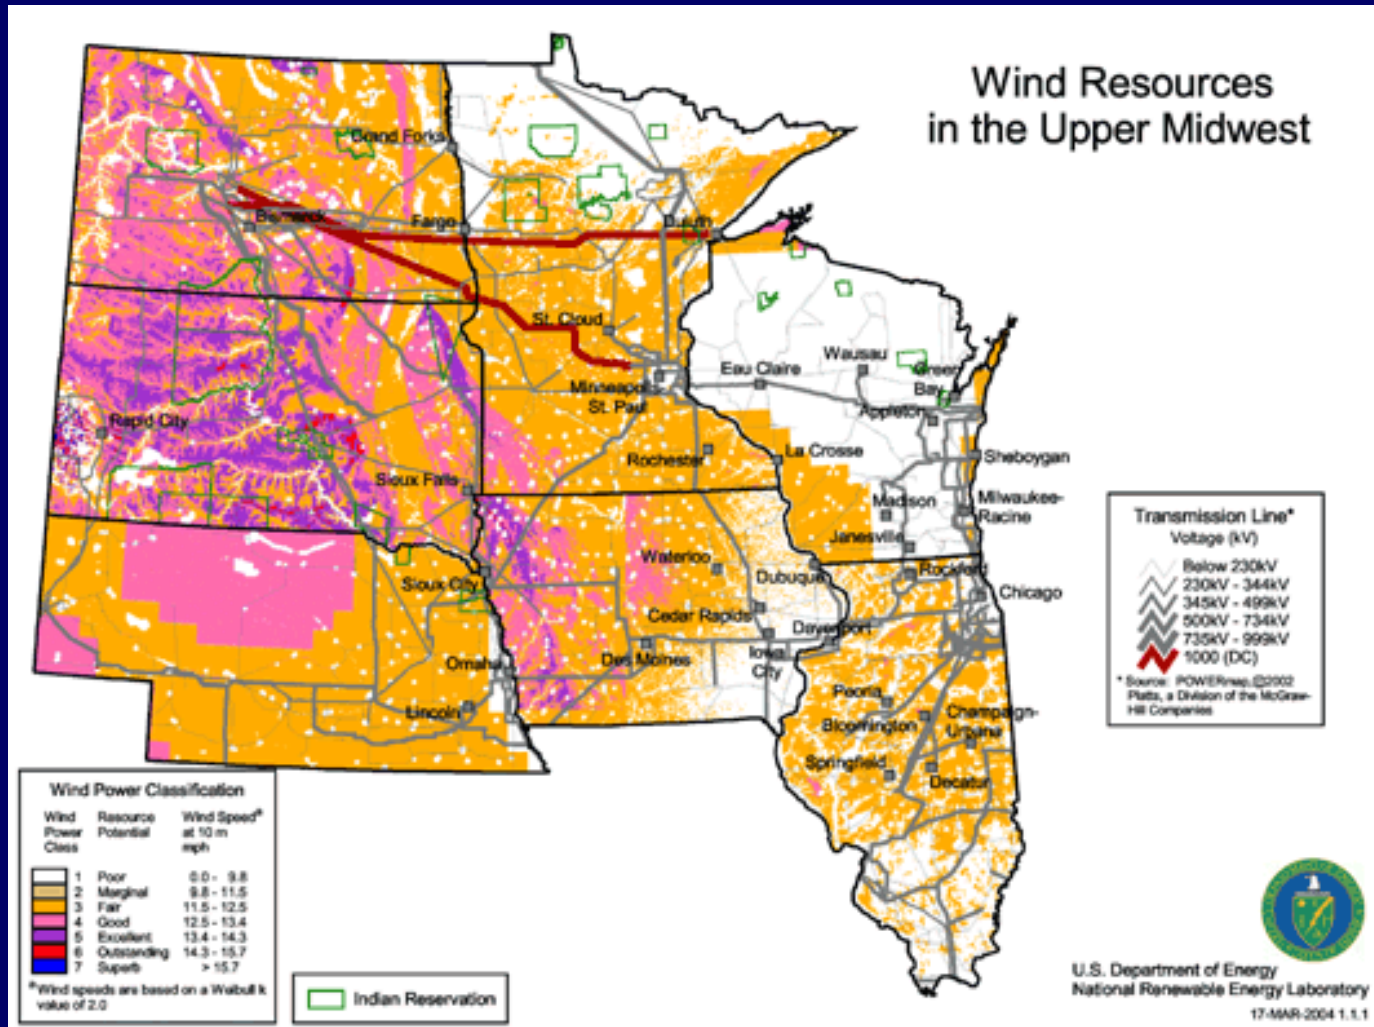 Wind Resources
in the Upper Midwest
Grand Forks
Bismarck
Fargo
Duluth
St. Cloud
Minneapolis-
St. Paul
Eau Claire
Wausau
Green
Bay
Appleton
Rapid City
Rochester
La Crosse
Sheboygan
Sioux Falls
Madison
Milwaukee-
Racine
Janesville
Waterloo
Dubuque
Rockford
Sioux City
Chicago
Cedar Rapids
Davenport
Omaha
Des Moines
Iowa
City
Lincoln
Peoria
Bloomington
Champaign-
Urbana
Springfield
Decatur
Transmission Line*
Voltage (kV)
Below 230kV
230kV - 344kV
345kV - 499kV
500kV - 734kV
735kV - 999kV
1000 (DC)
* Source: POWERmap, ©2002
Platts, a Division of the McGraw-
Hill Companies
Wind Power Classification
Wind Resource Wind Speed
Power Potential at 10 m
Class mph
1 Poor 0.0 - 9.8
2 Marginal 9.8 - 11.5
3 Fair 11.5 - 12.5
4 Good 12.5 - 13.4
5 Excellent 13.4 - 14.3
6 Outstanding 14.3 - 15.7
7 Superb > 15.7
Wind speeds are based on a Weibull k
value of 2.0
Indian Reservation
U.S. Department of Energy
National Renewable Energy Laboratory
17-MAR-2004 1.1.1